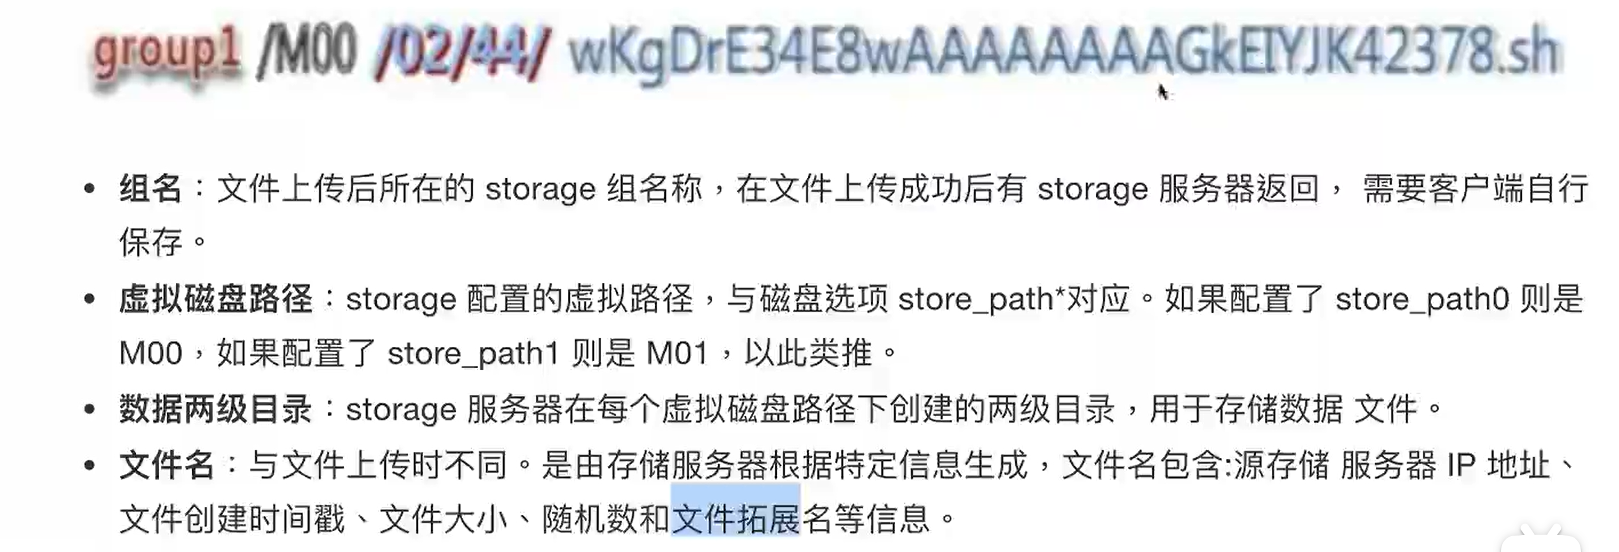 group1 /M00 /02/44/ wKgDrE34E8wAAAAAAAAGkEIYJK42378.sh
• 组名：文件上传后所在的 storage 组名称，在文件上传成功后有 storage 服务器返回， 需要客户端自行
保存。
• 虚拟磁盘路径：storage 配置的虚拟路径，与磁盘选项 store_path*对应。如果配置了 store_path0 则是
M00，如果配置了 store_path1 则是 M01，以此类推。
• 数据两级目录：storage 服务器在每个虚拟磁盘路径下创建的两级目录，用于存储数据 文件。
• 文件名：与文件上传时不同。是由存储服务器根据特定信息生成，文件名包含:源存储 服务器 IP 地址、
文件创建时间戳、文件大小、随机数和文件拓展名等信息。